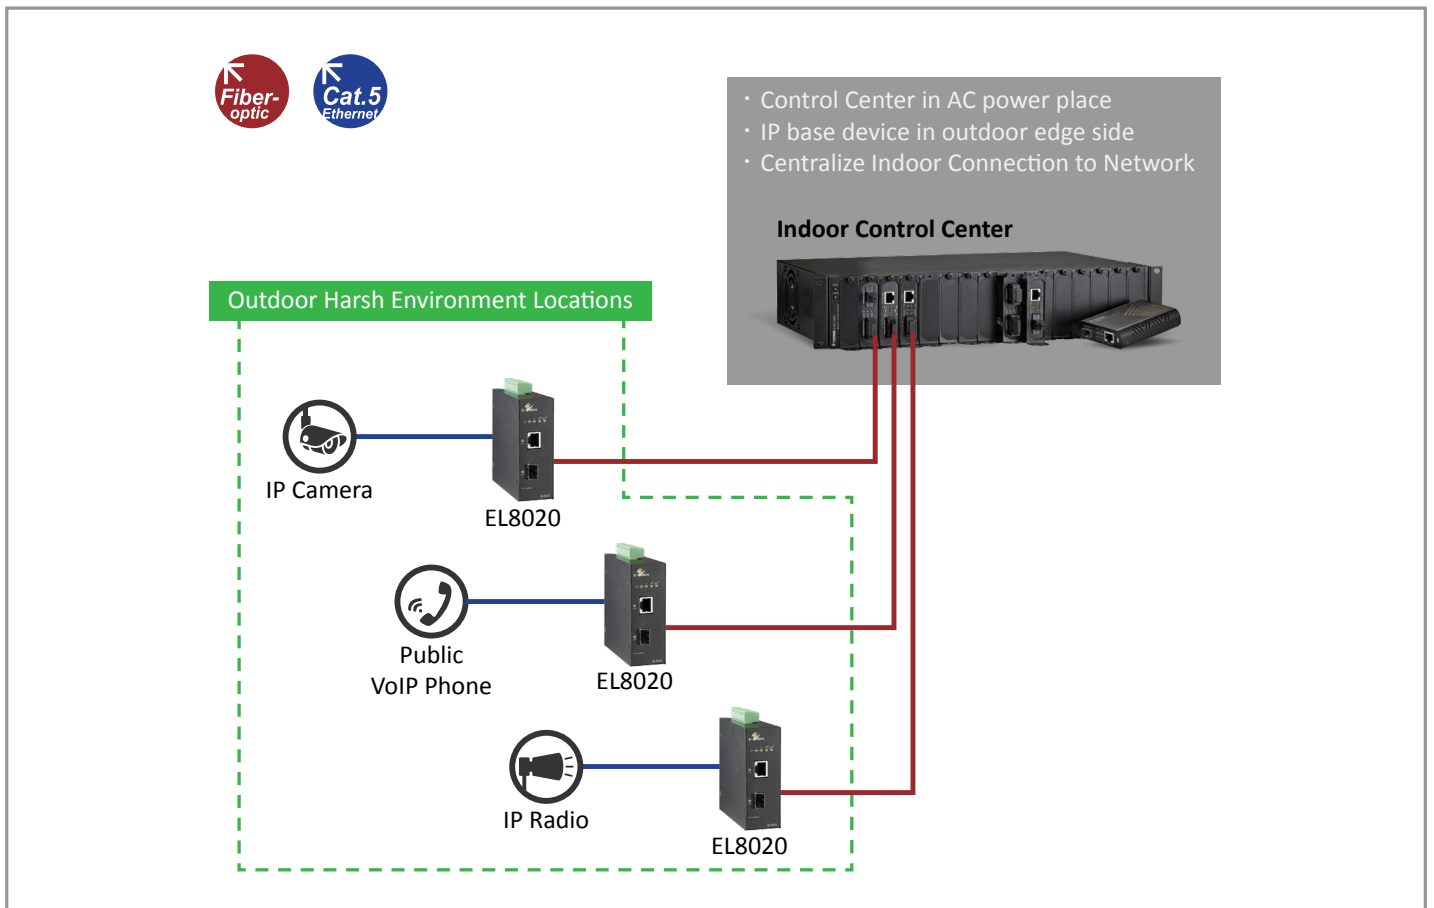 Fiber-
optic
Cat.5
Ethernet
· Control Center in AC power place
· IP base device in outdoor edge side
· Centralize Indoor Connection to Network
Indoor Control Center
Outdoor Harsh Environment Locations
IP Camera
EL8020
Public
VoIP Phone
EL8020
IP Radio
EL8020